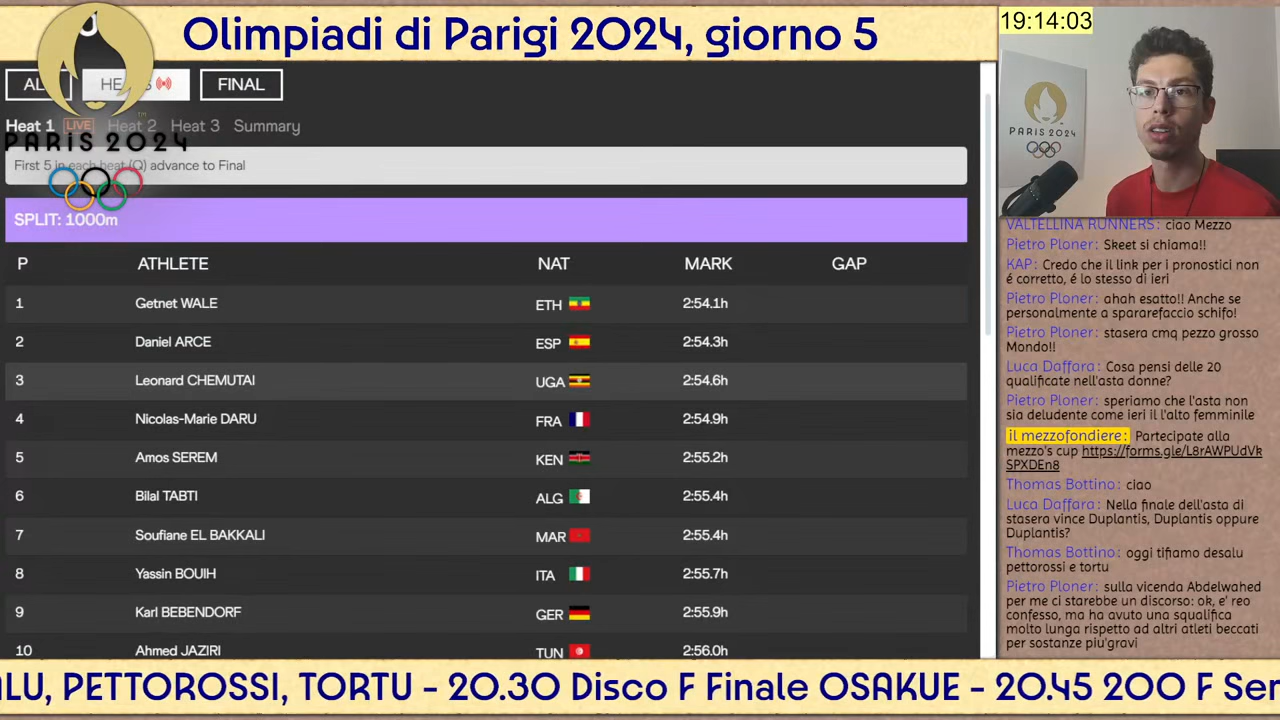 Olimpiadi di Parigi 2024, giorno 5
19:14:03
FINAL
Heat 1 LIVE Heat 2 Heat 3 Summary
PARIS 2024
First 5 in each heat (Q) advance to Final
SPLIT: 1000m
P ATHLETE NAT MARK GAP
1 Getnet WALE ETH 2:54.1h
2 Daniel ARCE ESP 2:54.3h
3 Leonard CHEMUTAI UGA 2:54.6h
4 Nicolas-Marie DARU FRA 2:54.9h
5 Amos SEREM KEN 2:55.2h
6 Bilal TABTI ALG 2:55.4h
7 Soufiane EL BAKKALI MAR 2:55.4h
8 Yassin BOUIH ITA 2:55.7h
9 Karl BEBENDORF GER 2:55.9h
10 Ahmed JAZIRI TUN 2:56.0h
PARIS 2024
VALTELLINA RUNNERS: ciao Mezzo
Pietro Ploner: Skeet si chiama!!
KAP: Credo che il link per i pronostici non
é corretto, é lo stesso di ieri
Pietro Ploner: ahah esatto!! Anche se
personalmente a spararefaccio schifo!
Pietro Ploner: stasera cmq pezzo grosso
Mondo!!
Luca Daffara: Cosa pensi delle 20
qualificate nell'asta donne?
Pietro Ploner: speriamo che l'asta non
sia deludente come ieri il l'alto femminile
il mezzofondiere: Partecipate alla
mezzo's cup https://forms.gle/L8rAWPUdVk
SPXDEn8
Thomas Bottino: ciao
Luca Daffara: Nella finale dell'asta di
stasera vince Duplantis, Duplantis oppure
Duplantis?
Thomas Bottino: oggi tifiamo desalu
pettorossi e tortu
Pietro Ploner: sulla vicenda Abdelwahed
per me ci starebbe un discorso: ok, e' reo
confesso, ma ha avuto una squalifica
molto lunga rispetto ad altri atleti beccati
per sostanze piu'gravi
ALU, PETTOROSSI, TORTU - 20.30 Disco F Finale OSAKUE - 20.45 200 F Ser